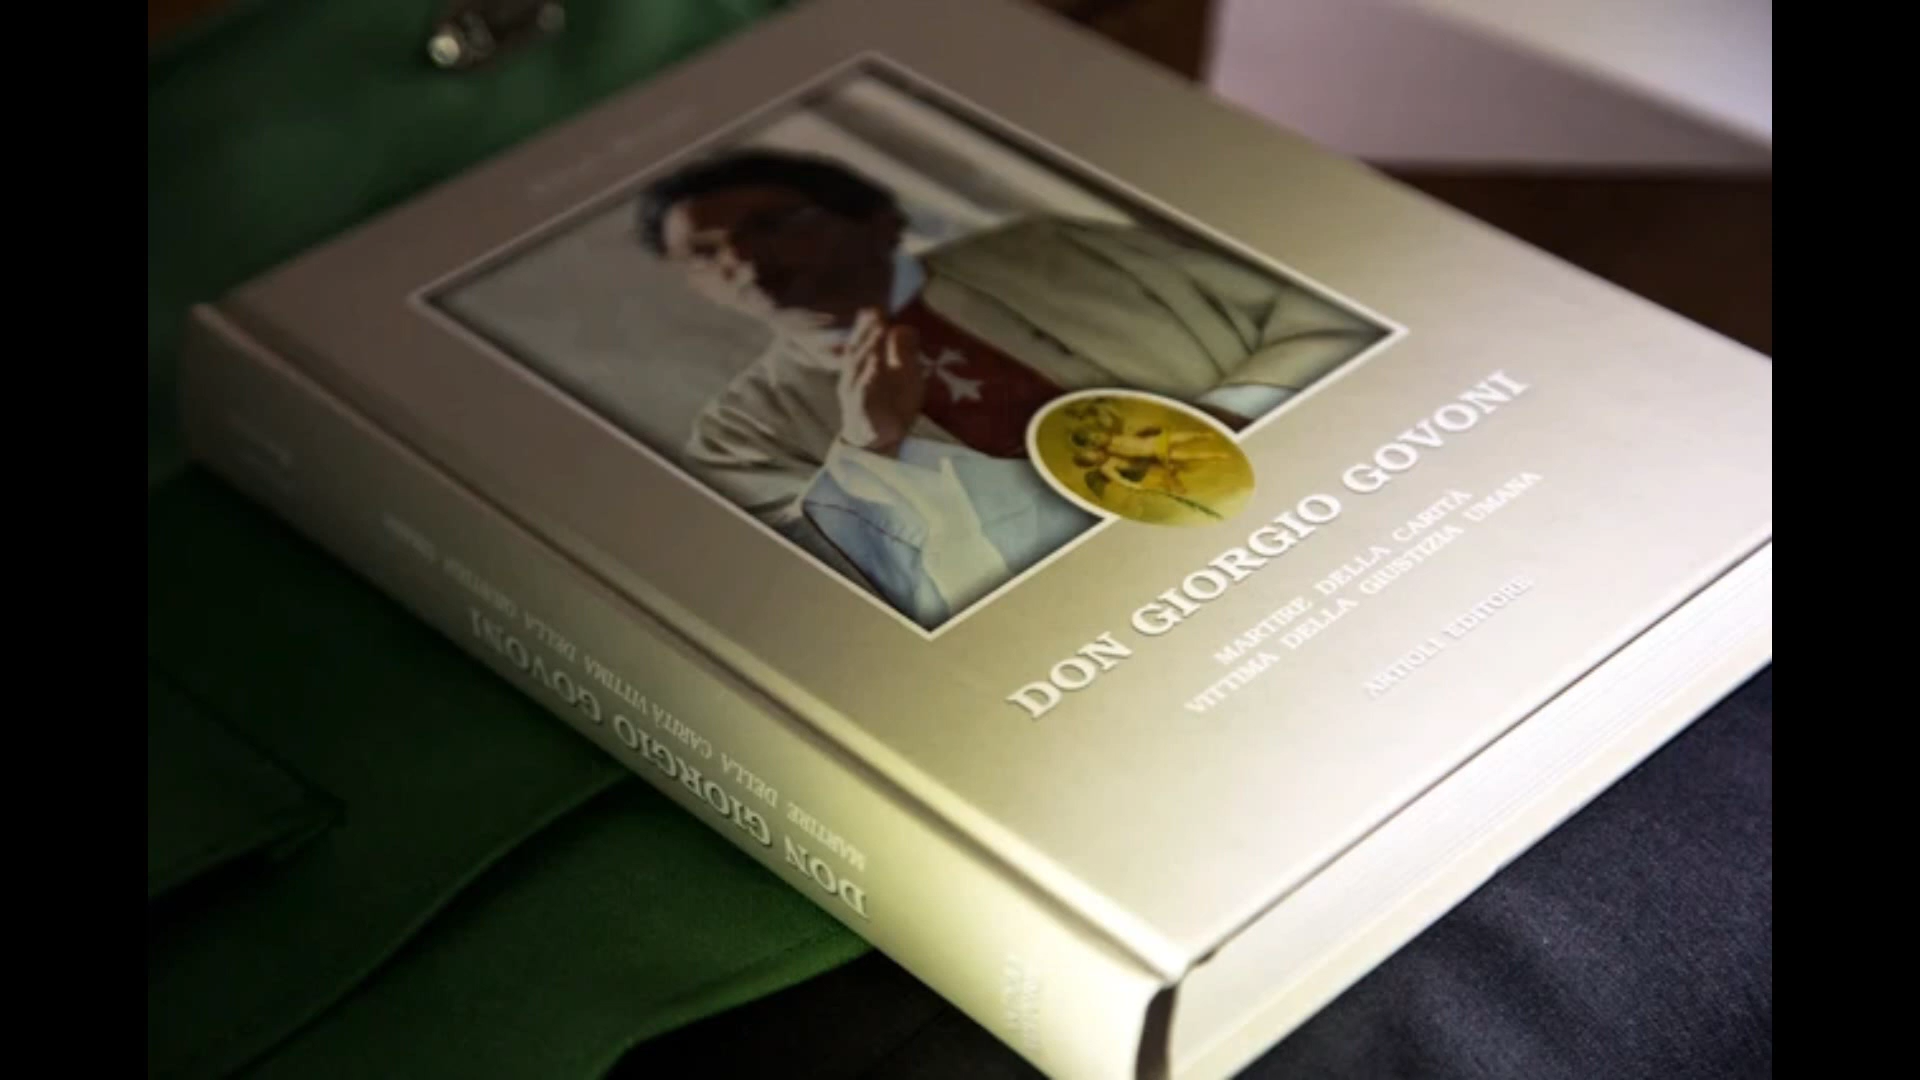 DON GIORGIO GOVONI
MARTIRE DELLA CARITÀ
VITTIMA DELLA GIUSTIZIA UMANA
ARTIOLI EDITORE
DON GIORGIO GOVONI
MARTIRE DELLA CARITÀ VITTIMA DELLA GIUSTIZIA UMANA